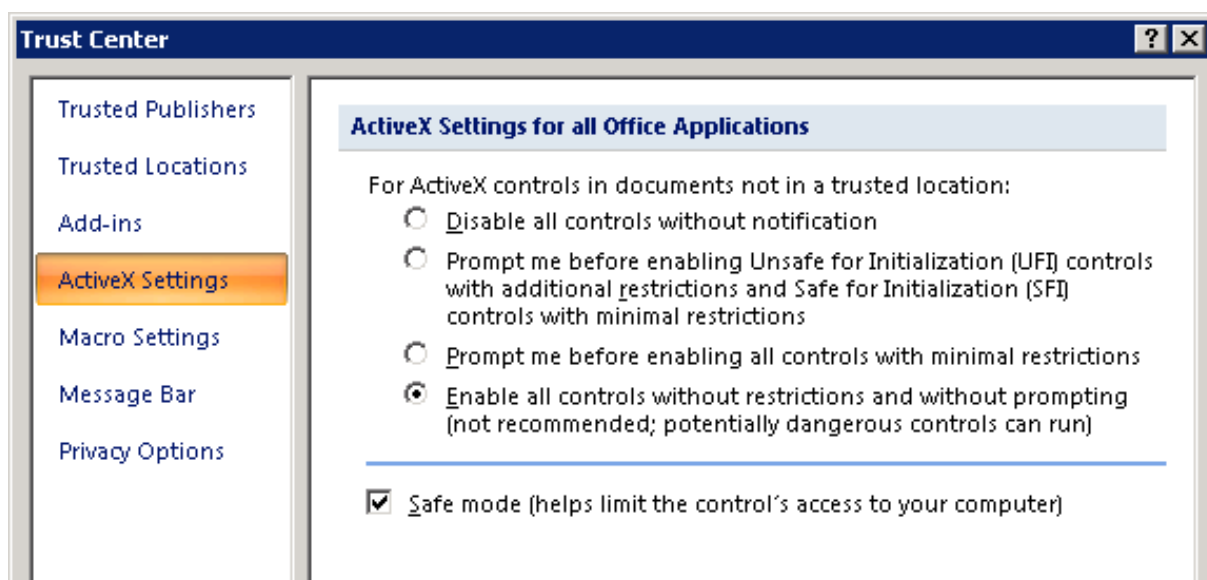 Trust Center
Trusted Publishers
Trusted Locations
Add-ins
ActiveX Settings
Macro Settings
Message Bar
Privacy Options
ActiveX Settings for all Office Applications
For ActiveX controls in documents not in a trusted location:
Disable all controls without notification
Prompt me before enabling Unsafe for Initialization (UFI) controls
with additional restrictions and Safe for Initialization (SFI)
controls with minimal restrictions
Prompt me before enabling all controls with minimal restrictions
Enable all controls without restrictions and without prompting
(not recommended; potentially dangerous controls can run)
Safe mode (helps limit the control's access to your computer)